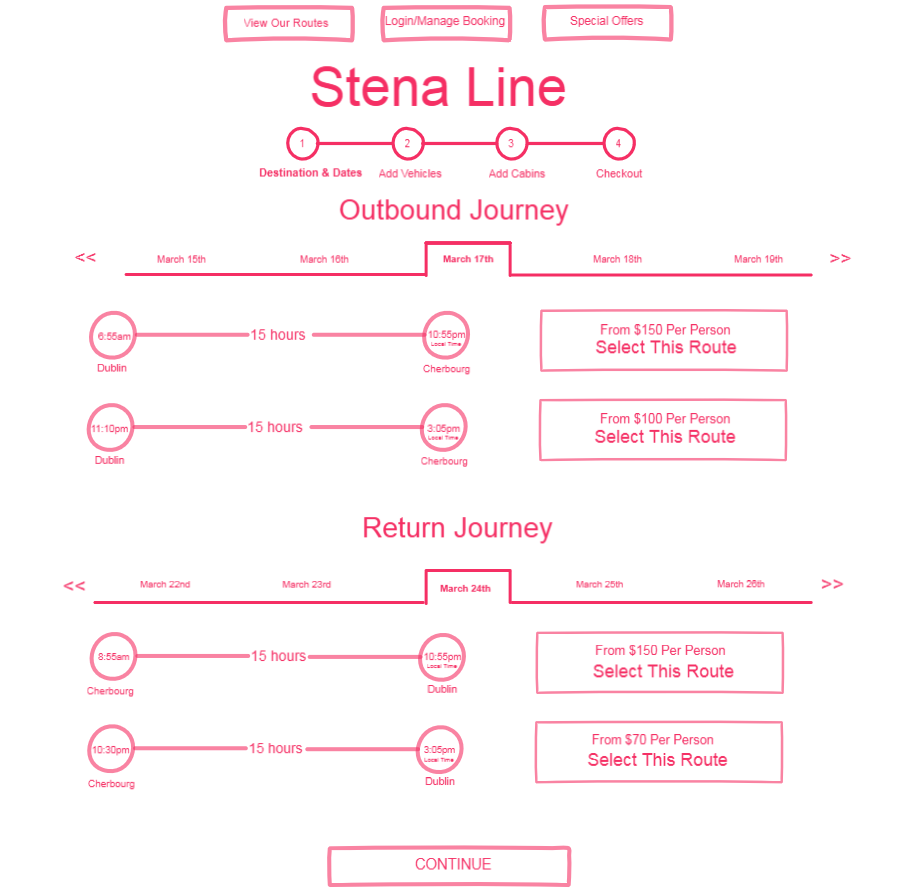 View Our Routes
Login/Manage Booking
Special Offers
Stena Line
1
2
3
4
Destination & Dates
Add Vehicles
Add Cabins
Checkout
Outbound Journey
<<
March 15th
March 16th
March 17th
March 18th
March 19th
>>
6:55am
15 hours
10:55pm
Local Time
Dublin
Cherbourg
From $150 Per Person
Select This Route
11:10pm
15 hours
3:05pm
Local Time
Dublin
Cherbourg
From $100 Per Person
Select This Route
Return Journey
<<
March 22nd
March 23rd
March 24th
March 25th
March 26th
>>
8:55am
15 hours
10:55pm
Local Time
Cherbourg
Dublin
From $150 Per Person
Select This Route
10:30pm
15 hours
3:05pm
Local Time
Cherbourg
Dublin
From $70 Per Person
Select This Route
CONTINUE